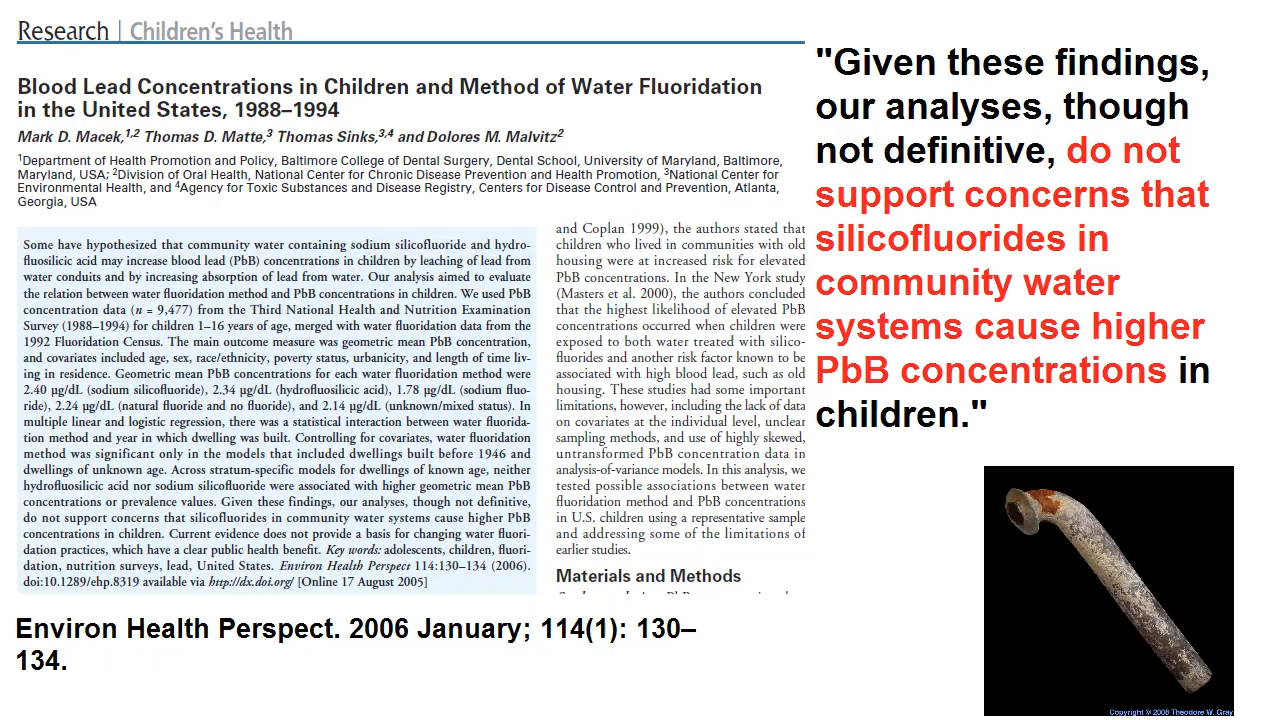 Research | Children's Health
Blood Lead Concentrations in Children and Method of Water Fluoridation
in the United States, 1988–1994
Mark D. Macek,1,2 Thomas D. Matte,3 Thomas Sinks,3,4 and Dolores M. Malvitz2
1Department of Health Promotion and Policy, Baltimore College of Dental Surgery, Dental School, University of Maryland, Baltimore,
Maryland, USA; 2Division of Oral Health, National Center for Chronic Disease Prevention and Health Promotion, 3National Center for
Environmental Health, and 4Agency for Toxic Substances and Disease Registry, Centers for Disease Control and Prevention, Atlanta,
Georgia, USA
Some have hypothesized that community water containing sodium silicofluoride and hydro-
fluosilicic acid may increase blood lead (PbB) concentrations in children by leaching of lead from
water conduits and by increasing absorption of lead from water. Our analysis aimed to evaluate
the relation between water fluoridation method and PbB concentrations in children. We used PbB
concentration data (n = 9,477) from the Third National Health and Nutrition Examination
Survey (1988–1994) for children 1–16 years of age, merged with water fluoridation data from the
1992 Fluoridation Census. The main outcome measure was geometric mean PbB concentration,
and covariates included age, sex, race/ethnicity, poverty status, urbanicity, and length of time liv-
ing in residence. Geometric mean PbB concentrations for each water fluoridation method were
2.40 µg/dL (sodium silicofluoride), 2.34 µg/dL (hydrofluosilicic acid), 1.78 µg/dL (sodium fluo-
ride), 2.24 µg/dL (natural fluoride and no fluoride), and 2.14 µg/dL (unknown/mixed status). In
multiple linear and logistic regression, there was a statistical interaction between water fluorida-
tion method and year in which dwelling was built. Controlling for covariates, water fluoridation
method was significant only in the models that included dwellings built before 1946 and
dwellings of unknown age. Across stratum-specific models for dwellings of known age, neither
hydrofluosilicic acid nor sodium silicofluoride were associated with higher geometric mean PbB
concentrations or prevalence values. Given these findings, our analyses, though not definitive,
do not support concerns that silicofluorides in community water systems cause higher PbB
concentrations in children. Current evidence does not provide a basis for changing water fluori-
dation practices, which have a clear public health benefit. Key words: adolescents, children, fluori-
dation, nutrition surveys, lead, United States. Environ Health Perspect 114:130–134 (2006).
doi:10.1289/ehp.8319 available via http://dx.doi.org/ [Online 17 August 2005]
and Coplan 1999), the authors stated that
children who lived in communities with old
housing were at increased risk for elevated
PbB concentrations. In the New York study
(Masters et al. 2000), the authors concluded
that the highest likelihood of elevated PbB
concentrations occurred when children were
exposed to both water treated with silico-
fluorides and another risk factor known to be
associated with high blood lead, such as old
housing. These studies had some important
limitations, however, including the lack of data
on covariates at the individual level, unclear
sampling methods, and use of highly skewed,
untransformed PbB concentration data in
analysis-of-variance models. In this analysis, we
tested possible associations between water
fluoridation method and PbB concentrations
in U.S. children using a representative sample
and addressing some of the limitations of
earlier studies.
Materials and Methods
Environ Health Perspect. 2006 January; 114(1): 130–
134.
"Given these findings,
our analyses, though
not definitive, do not
support concerns that
silicofluorides in
community water
systems cause higher
PbB concentrations in
children."
Copyright © 2008 Theodore W. Gray